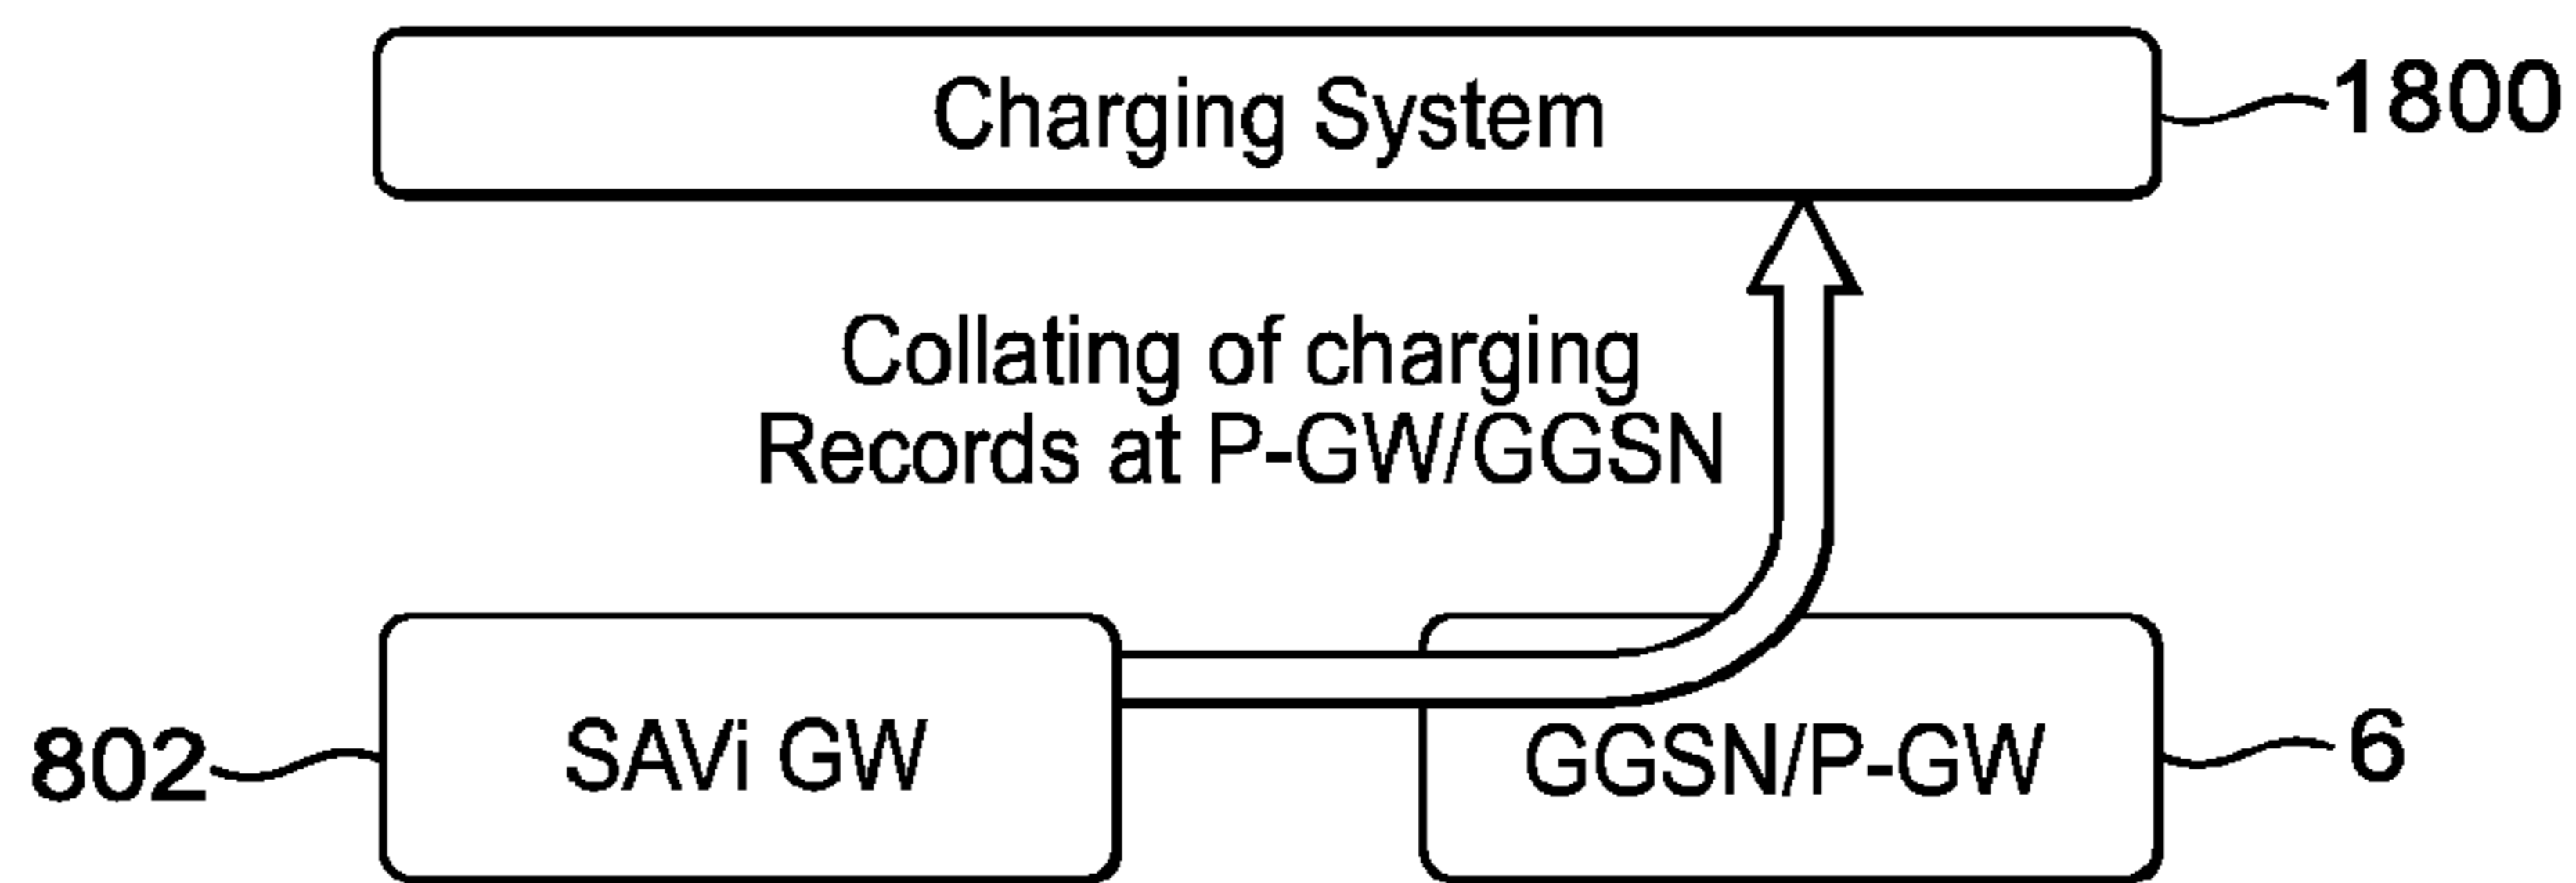 Charging System
1800
Collating of charging
Records at P-GW/GGSN
802
SAVi GW
GGSN/P-GW
6